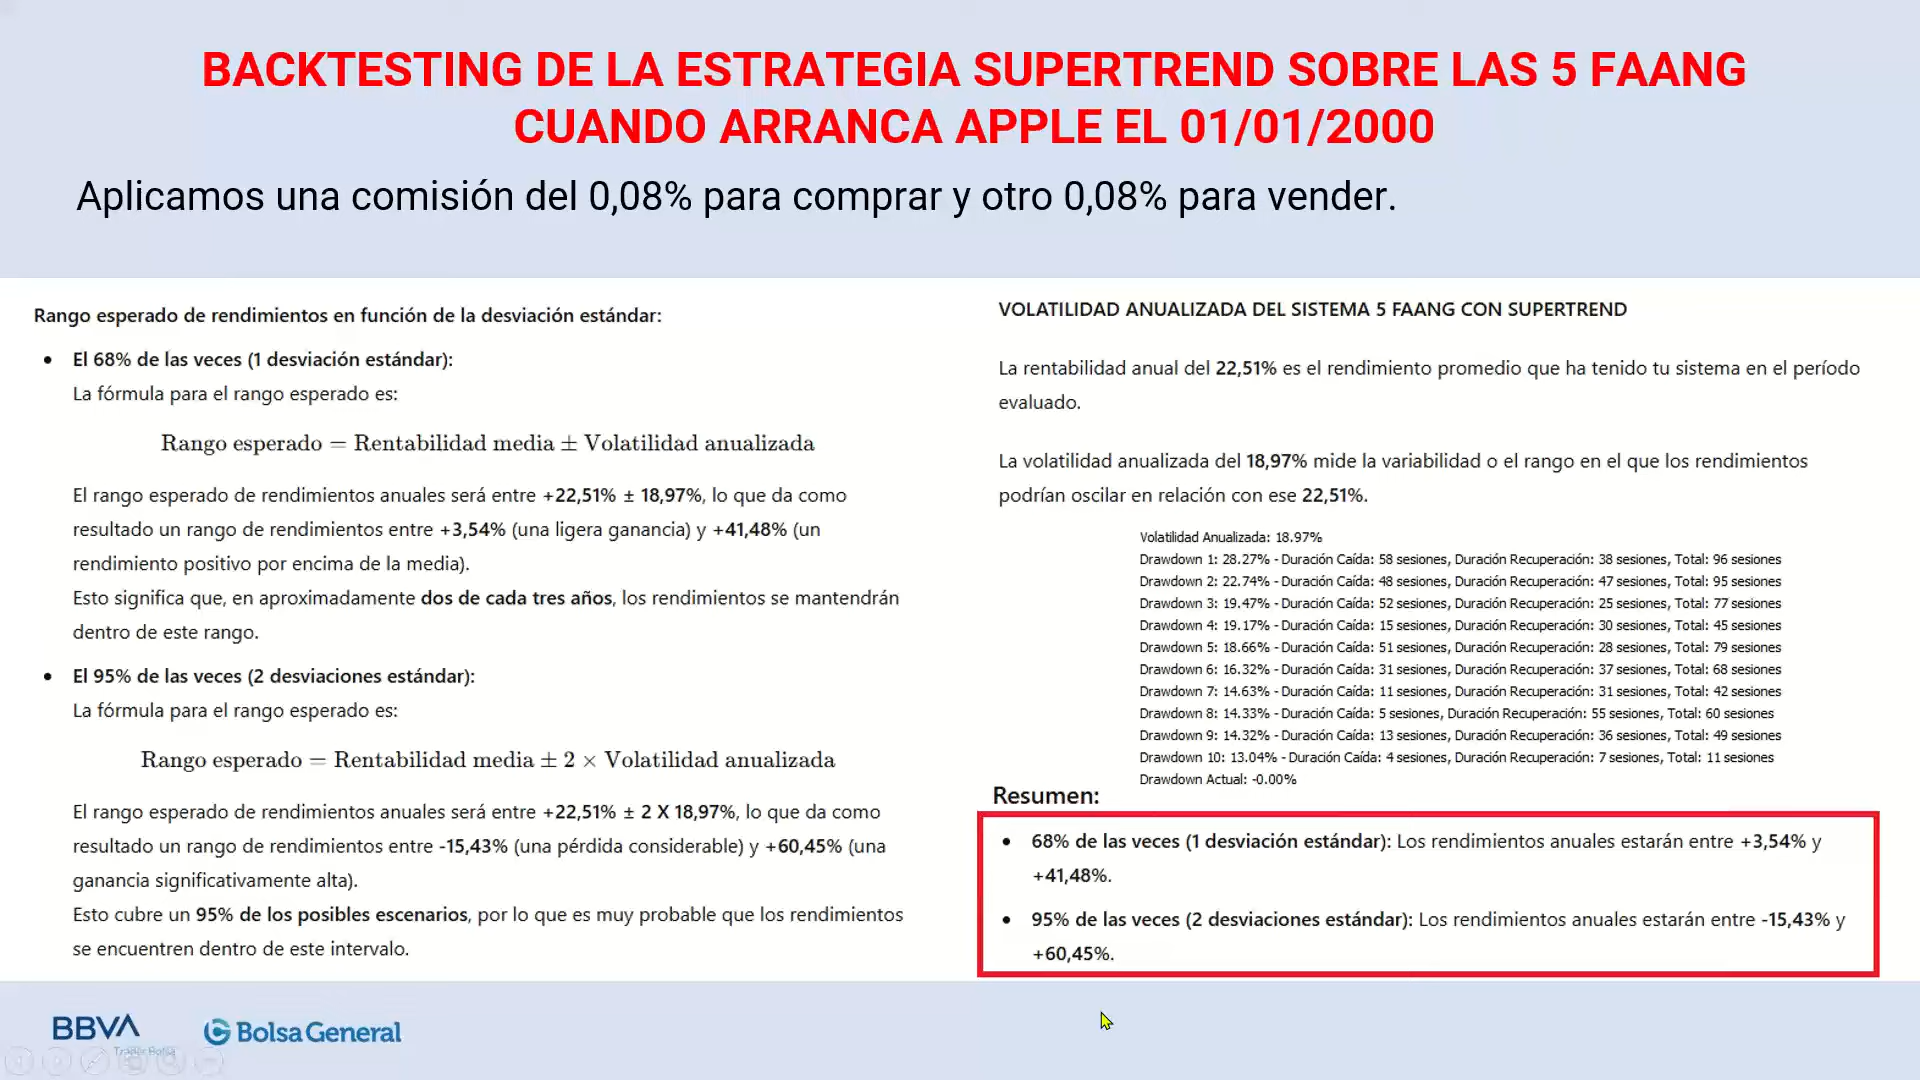 BACKTESTING DE LA ESTRATEGIA SUPERTREND SOBRE LAS 5 FAANG
CUANDO ARRANCA APPLE EL 01/01/2000
Aplicamos una comisión del 0,08% para comprar y otro 0,08% para vender.
Rango esperado de rendimientos en función de la desviación estándar:
• El 68% de las veces (1 desviación estándar):
La fórmula para el rango esperado es:
Rango esperado = Rentabilidad media ± Volatilidad anualizada
El rango esperado de rendimientos anuales será entre +22,51% ± 18,97%, lo que da como
resultado un rango de rendimientos entre +3,54% (una ligera ganancia) y +41,48% (un
rendimiento positivo por encima de la media).
Esto significa que, en aproximadamente dos de cada tres años, los rendimientos se mantendrán
dentro de este rango.
• El 95% de las veces (2 desviaciones estándar):
La fórmula para el rango esperado es:
Rango esperado = Rentabilidad media ± 2 × Volatilidad anualizada
El rango esperado de rendimientos anuales será entre +22,51% ± 2 X 18,97%, lo que da como
resultado un rango de rendimientos entre -15,43% (una pérdida considerable) y +60,45% (una
ganancia significativamente alta).
Esto cubre un 95% de los posibles escenarios, por lo que es muy probable que los rendimientos
se encuentren dentro de este intervalo.
VOLATILIDAD ANUALIZADA DEL SISTEMA 5 FAANG CON SUPERTREND
La rentabilidad anual del 22,51% es el rendimiento promedio que ha tenido tu sistema en el período
evaluado.
La volatilidad anualizada del 18,97% mide la variabilidad o el rango en el que los rendimientos
podrían oscilar en relación con ese 22,51%.
Volatilidad Anualizada: 18.97%
Drawdown 1: 28.27% - Duración Caída: 58 sesiones, Duración Recuperación: 38 sesiones, Total: 96 sesiones
Drawdown 2: 22.74% - Duración Caída: 48 sesiones, Duración Recuperación: 47 sesiones, Total: 95 sesiones
Drawdown 3: 19.47% - Duración Caída: 52 sesiones, Duración Recuperación: 25 sesiones, Total: 77 sesiones
Drawdown 4: 19.17% - Duración Caída: 15 sesiones, Duración Recuperación: 30 sesiones, Total: 45 sesiones
Drawdown 5: 18.66% - Duración Caída: 51 sesiones, Duración Recuperación: 28 sesiones, Total: 79 sesiones
Drawdown 6: 16.32% - Duración Caída: 31 sesiones, Duración Recuperación: 37 sesiones, Total: 68 sesiones
Drawdown 7: 14.63% - Duración Caída: 11 sesiones, Duración Recuperación: 31 sesiones, Total: 42 sesiones
Drawdown 8: 14.33% - Duración Caída: 5 sesiones, Duración Recuperación: 55 sesiones, Total: 60 sesiones
Drawdown 9: 14.32% - Duración Caída: 13 sesiones, Duración Recuperación: 36 sesiones, Total: 49 sesiones
Drawdown 10: 13.04% - Duración Caída: 4 sesiones, Duración Recuperación: 7 sesiones, Total: 11 sesiones
Drawdown Actual: -0.00%
Resumen:
• 68% de las veces (1 desviación estándar): Los rendimientos anuales estarán entre +3,54% y
+41,48%.
• 95% de las veces (2 desviaciones estándar): Los rendimientos anuales estarán entre -15,43% y
+60,45%.
BBVA
Trader Bolsa
Bolsa General